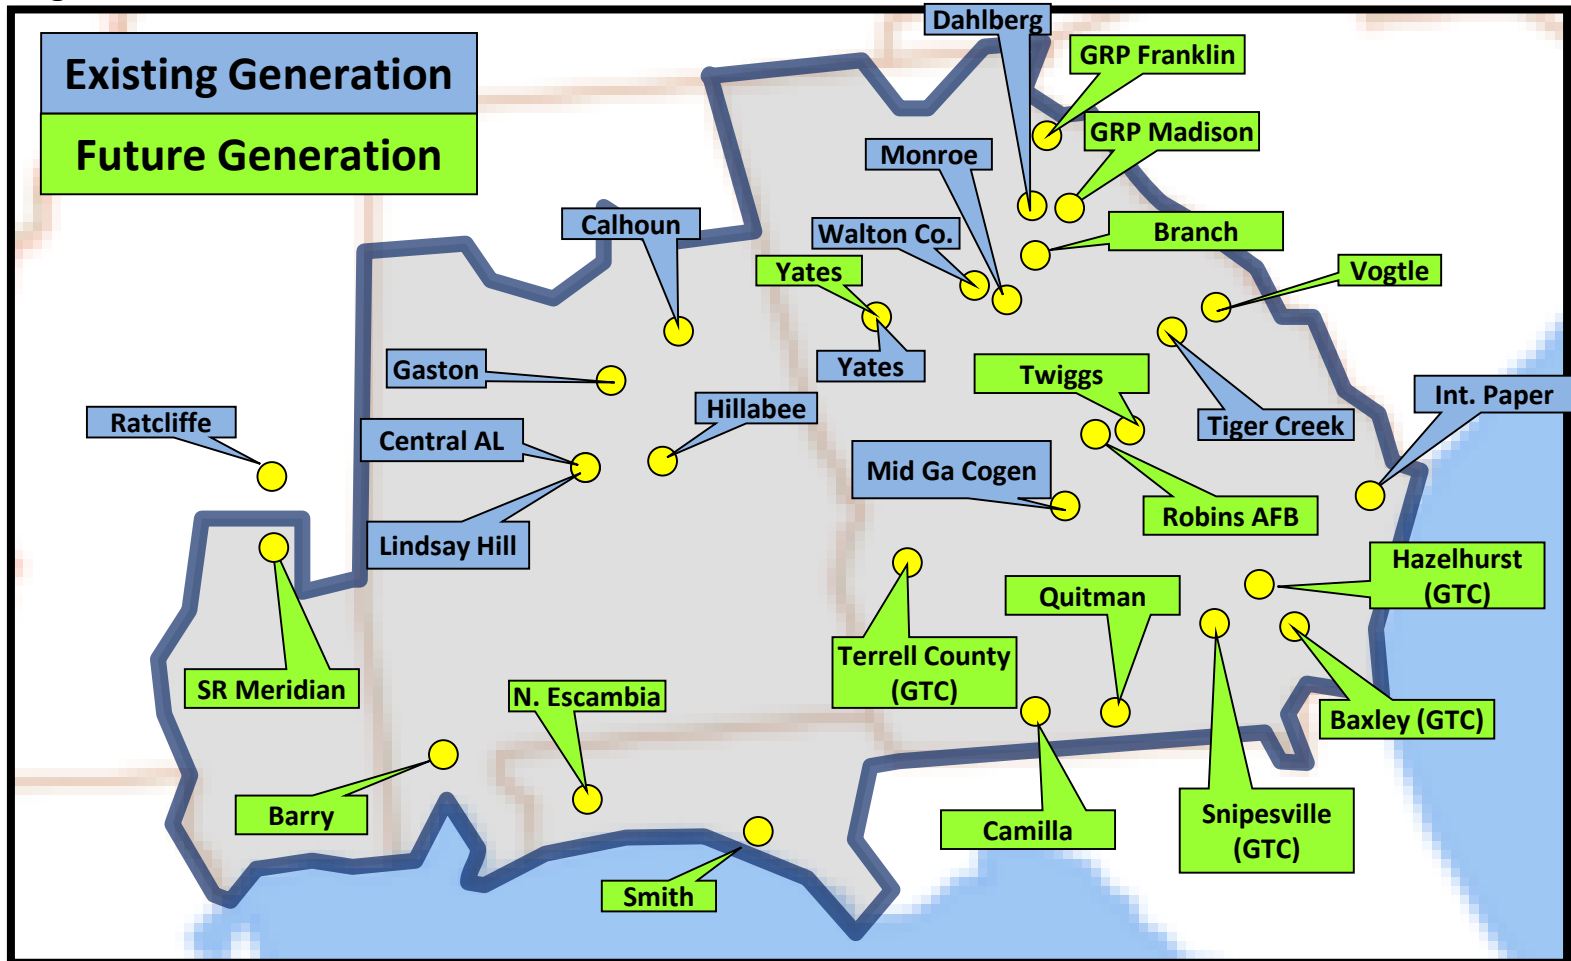 Existing Generation
Future Generation
Dahlberg
GRP Franklin
GRP Madison
Monroe
Calhoun
Walton Co.
Branch
Yates
Vogtle
Gaston
Yates
Twiggs
Int. Paper
Ratcliffe
Hillabee
Central AL
Tiger Creek
Mid Ga Cogen
Robins AFB
Lindsay Hill
Hazelhurst
(GTC)
Quitman
Terrell County
(GTC)
SR Meridian
N. Escambia
Baxley (GTC)
Barry
Camilla
Snipesville
(GTC)
Smith